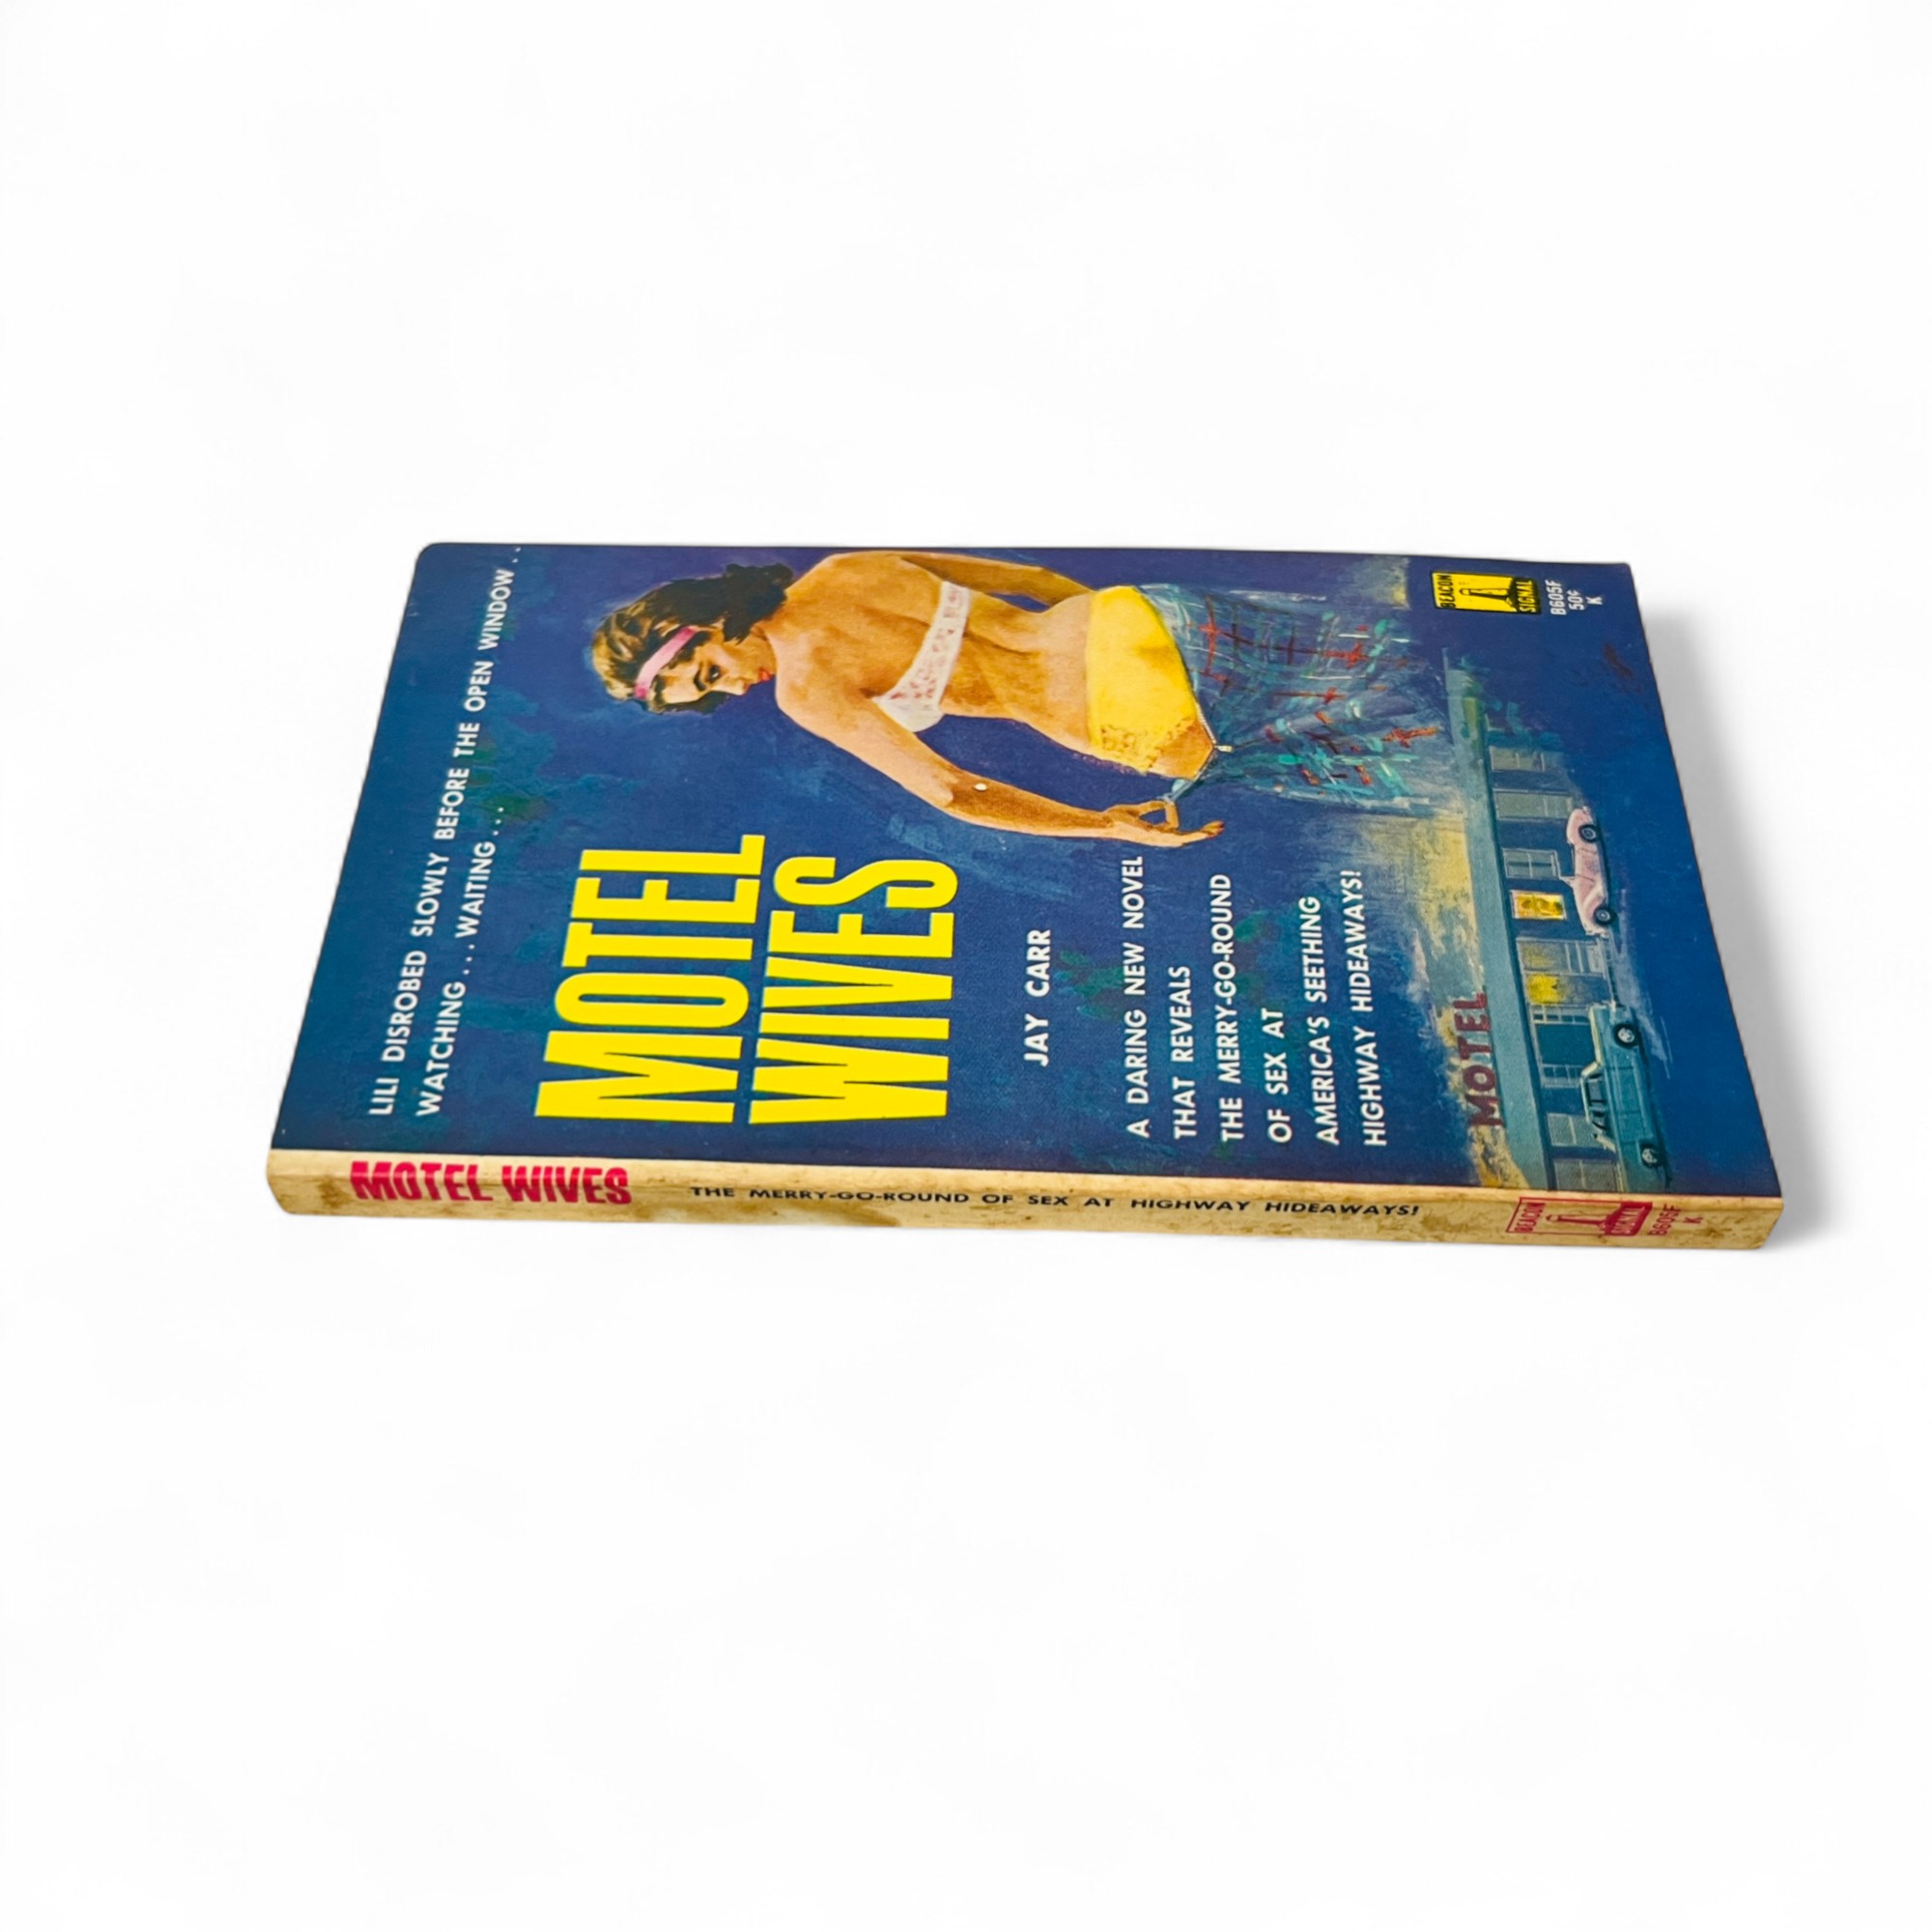 LILI DISROBED SLOWLY BEFORE THE OPEN WINDOW . .
WATCHING...WAITING...
MOTEL
WIVES
JAY CARR
A DARING NEW NOVEL
THAT REVEALS
THE MERRY-GO-ROUND
OF SEX AT
AMERICA'S SEETHING
HIGHWAY HIDEAWAYS!
MOTEL
BEACON
SIGNAL
B605F
50¢
K
MOTEL WIVES
THE MERRY-GO-ROUND OF SEX AT HIGHWAY HIDEAWAYS!
BEACON
SIGNAL
B605F
K